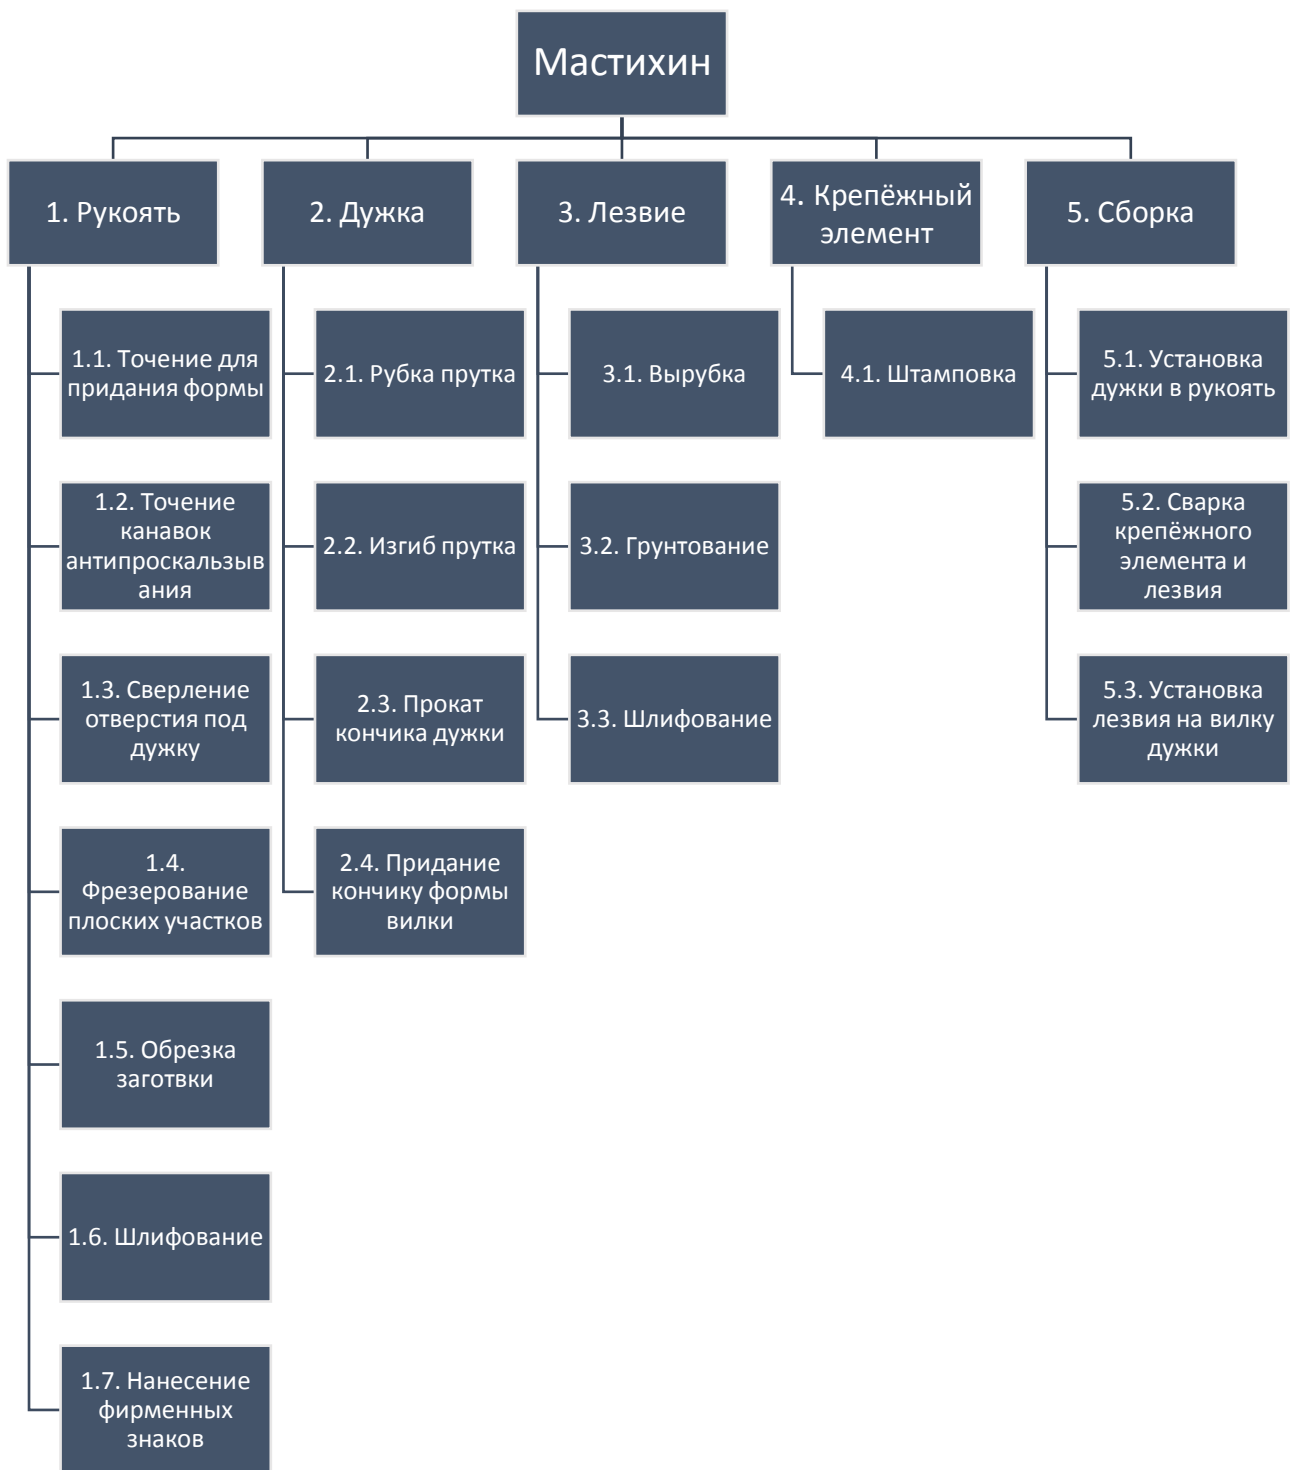 Мастихин
1. Рукоять
2. Дужка
3. Лезвие
4. Крепёжный
элемент
5. Сборка
1.1. Точение для
придания формы
1.2. Точение
канавок
антипроскальзыв
ания
1.3. Сверление
отверстия под
дужку
1.4.
Фрезерование
плоских участков
1.5. Обрезка
заготвки
1.6. Шлифование
1.7. Нанесение
фирменных
знаков
2.1. Рубка прутка
2.2. Изгиб прутка
2.3. Прокат
кончика дужки
2.4. Придание
кончику формы
вилки
3.1. Вырубка
3.2. Грунтование
3.3. Шлифование
4.1. Штамповка
5.1. Установка
дужки в рукоять
5.2. Сварка
крепёжного
элемента и
лезвия
5.3. Установка
лезвия на вилку
дужки